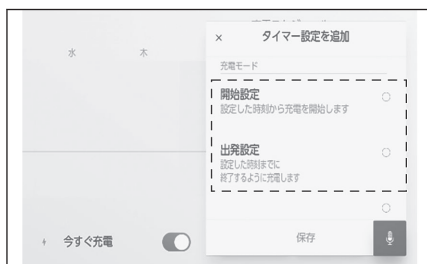 水
木
× タイマー設定を追加
充電モード
開始設定
設定した時刻から充電を開始します
出発設定
設定した時刻までに
終了するように充電します
今すぐ充電
保存